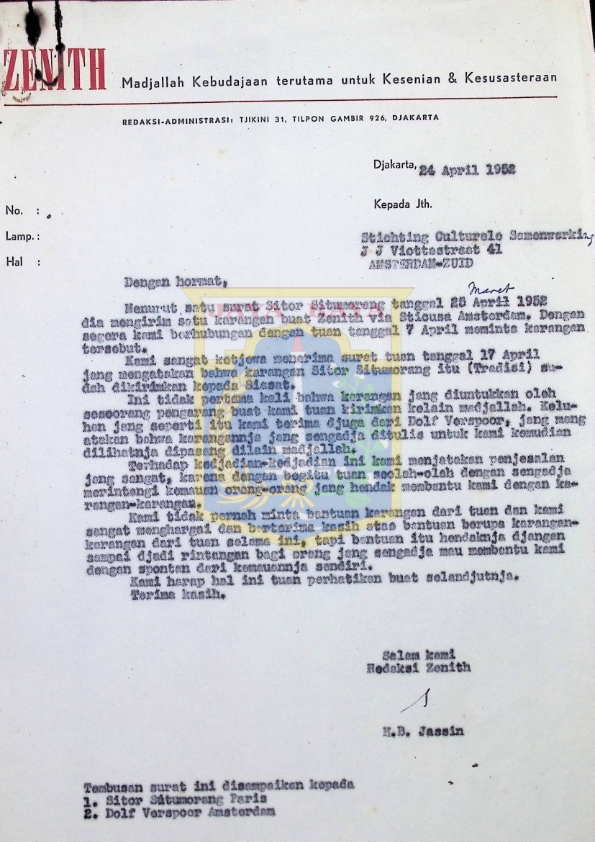 ZENITH
Madjallah Kebudajaan terutama untuk Kesenian & Kesusasteraan
REDAKSI-ADMINISTRASI: TJIKINI 31, TILPON GAMBIR 926, DJAKARTA
Djakarta, 24 April 1952
No. :
Kepada Jth.
Lamp. :
Stichting Culturele Samenwerking
J J Viottastraat 41
Hal :
AMSTERDAM-ZUID
Dengan hormat,
Maret
Menurut satu surat Sitor Situmorang tanggal 25 April 1952
dia mengirim satu karangan buat Zenith via Sticusa Amsterdam. Dengan
segera kami berhubungan dengan tuan tanggal 7 April meminta karangan
tersebut.
Kami sangat ketjewa menerima surat tuan tanggal 17 April
jang mengatakan bahwa karangan Sitor Situmorang itu (Tradisi) su-
dah dikirimkan kepada Siasat.
Ini tidak pertama kali bahwa karangan jang diuntukkan oleh
seseorang pengarang buat kami tuan kirimkan kelain madjallah. Kelu-
han jang seperti itu kami terima djuga dari Dolf Verspoor, jang meng
atakan bahwa karangannja jang sengadja ditulis untuk kami kemudian
dilihatnja dipasang dilain madjallah.
Terhadap kedjadian-kedjadian ini kami menjatakan penjesalan
jang sangat, karena dengan begitu tuan seolah-olah dengan sengadja
merintangi kemauan orang-orang jang hendak membantu kami dengan ka-
rangan-karangan.
Kami tidak pernah minta bantuan karangan dari tuan dan kami
sangat menghargai dan berterima kasih atas bantuan berupa karangan-
karangan dari tuan selama ini, tapi bantuan itu hendaknja djangan
sampai djadi rintangan bagi orang jang sengadja mau membantu kami
dengan spontan dari kemauannja sendiri.
Kami harap hal ini tuan perhatikan buat selandjutnja.
Terima kasih.
Salam kami
Redaksi Zenith
H.B. Jassin
Tembusan surat ini disampaikan kepada
1. Sitor Situmorang Paris
2. Dolf Verspoor Amsterdam
JAYA RAYA